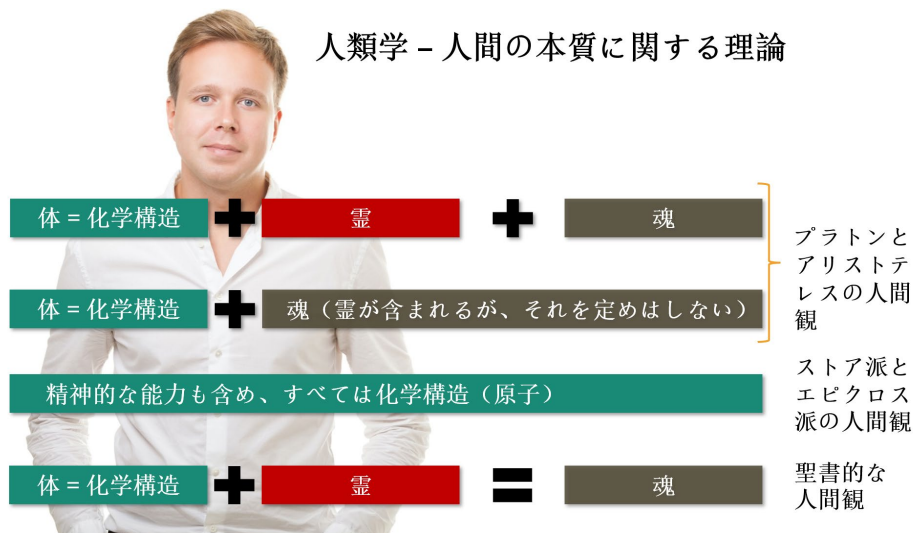 人類学 – 人間の本質に関する理論
体 = 化学構造 + 霊 + 魂
プラトンと
アリストテ
レスの人間
観
体 = 化学構造 + 魂（霊が含まれるが、それを定めはしない）
精神的な能力も含め、すべては化学構造（原子）
ストア派と
エピクロス
派の人間観
体 = 化学構造 + 霊 = 魂
聖書的な
人間観